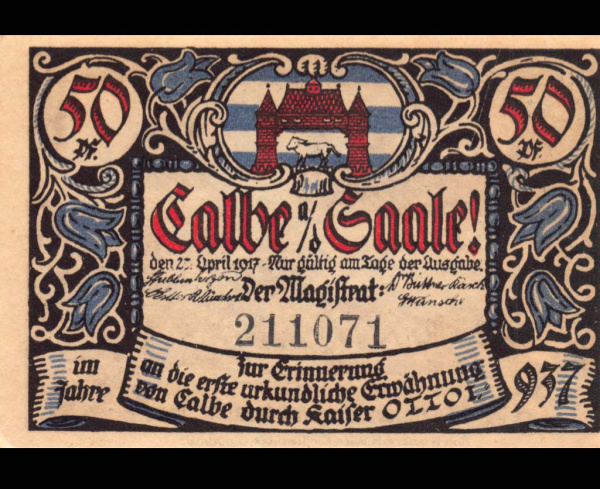 50 Pf.
50 Pf.
Calbe a/S Saale!
den 23. April 1917 · Nur gültig am Tage der Ausgabe.
Der Magistrat:
211071
im Jahre
zur Erinnerung
an die erste urkundliche Erwähnung
von Calbe durch Kaiser OTTO I.
937